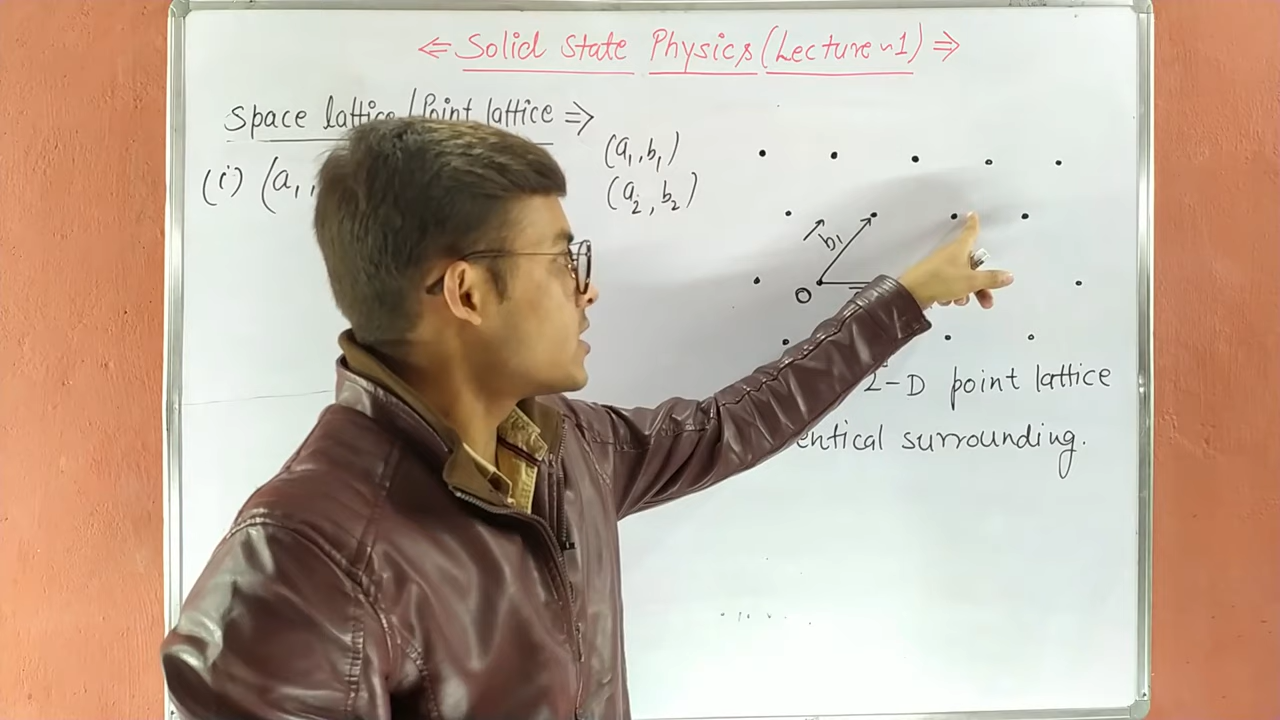 ⇐ Solid State Physics (Lecture-1) ⇒
Space lattice/Point lattice ⇒
(a₁, b₁)
(i) (a₁,
(a₂, b₂)
b₁
O
2-D point lattice
entical surrounding.